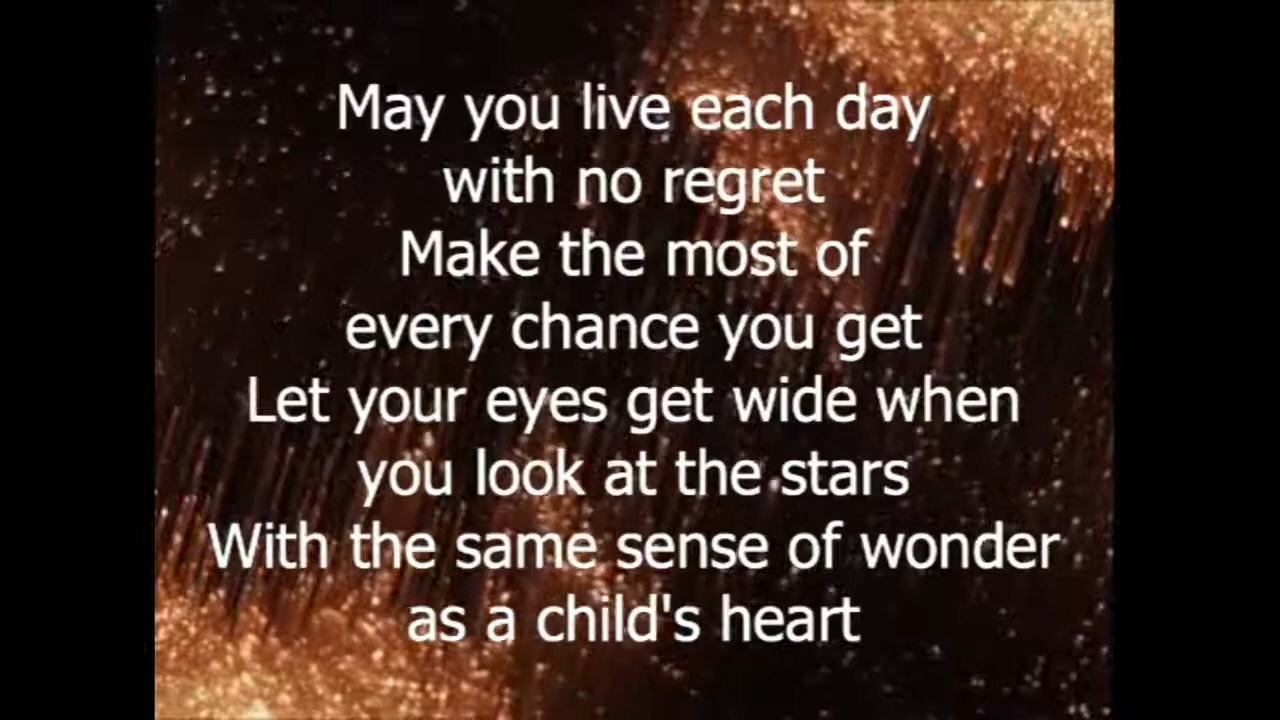 May you live each day
with no regret
Make the most of
every chance you get
Let your eyes get wide when
you look at the stars
With the same sense of wonder
as a child's heart